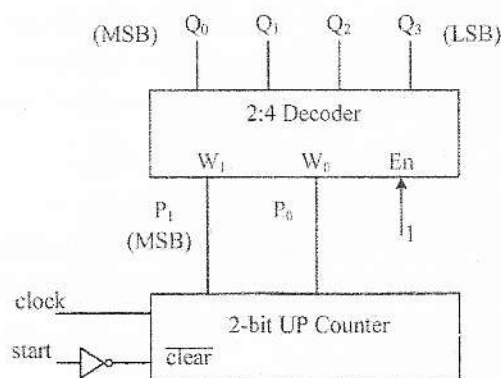 (MSB) Q₀ Q₁ Q₂ Q₃ (LSB)
2:4 Decoder
W₁ W₀ En
P₁ P₀ 1
(MSB)
clock
2-bit UP Counter
start clear